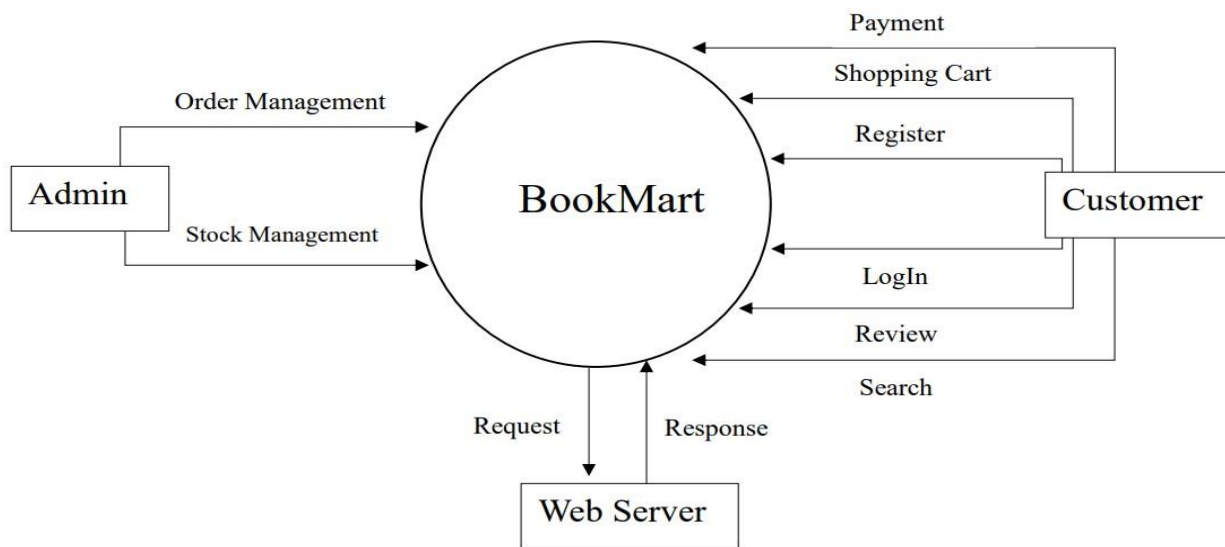 Payment
Shopping Cart
Order Management
Register
Admin
BookMart
Customer
Stock Management
LogIn
Review
Search
Request
Response
Web Server